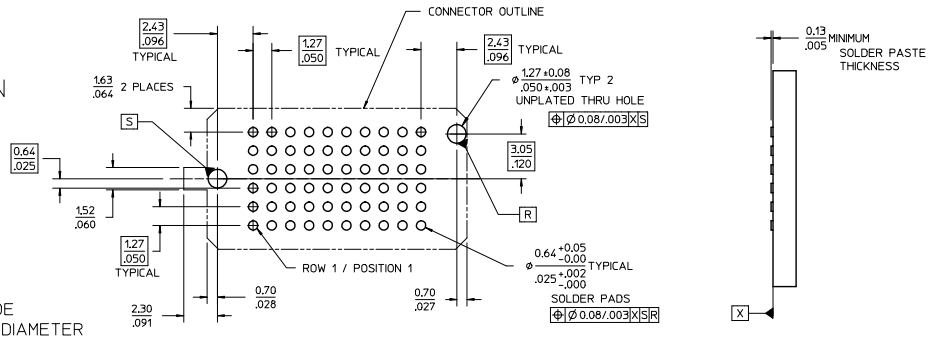 CONNECTOR OUTLINE
2.43
.096
TYPICAL
1.27
.050
TYPICAL
2.43
.096
TYPICAL
0.13
.005
MINIMUM
SOLDER PASTE
THICKNESS
1.63
.064
2 PLACES
N
Ø 1.27 ±0.08
.050 ±.003
TYP 2
UNPLATED THRU HOLE
⌖ Ø 0.08/.003 X S
S
0.64
.025
3.05
.120
R
1.52
.060
1.27
.050
TYPICAL
ROW 1 / POSITION 1
Ø 0.64 +0.05
-0.00
.025 +.002
-.000
TYPICAL
SOLDER PADS
⌖ Ø 0.08/.003 X S R
0.70
.028
0.70
.027
2.30
.091
DE
DIAMETER
X